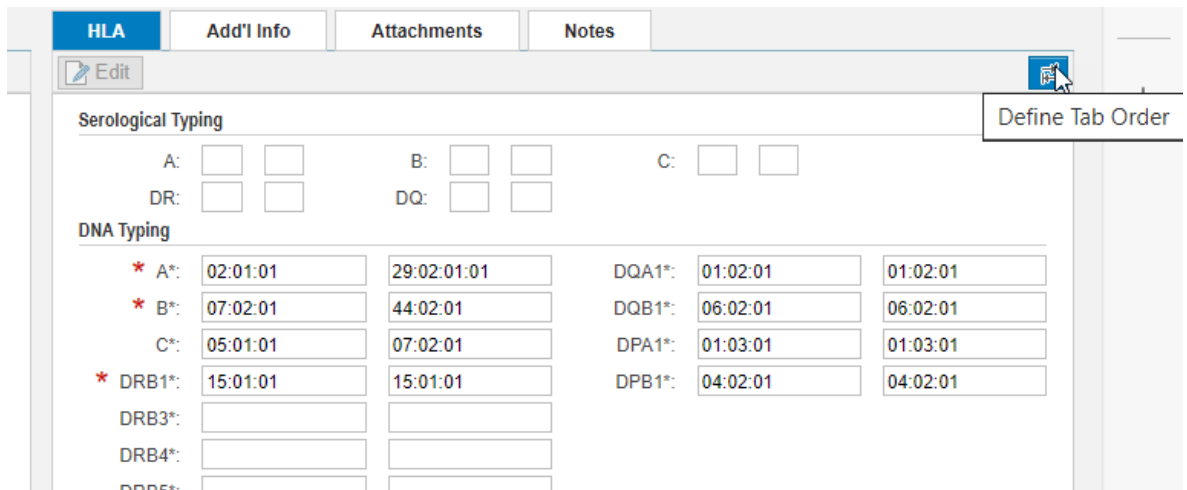 HLA Add'l Info Attachments Notes
Edit
Define Tab Order
Serological Typing
A: B: C:
DR: DQ:
DNA Typing
* A*: 02:01:01 29:02:01:01 DQA1*: 01:02:01 01:02:01
* B*: 07:02:01 44:02:01 DQB1*: 06:02:01 06:02:01
C*: 05:01:01 07:02:01 DPA1*: 01:03:01 01:03:01
* DRB1*: 15:01:01 15:01:01 DPB1*: 04:02:01 04:02:01
DRB3*:
DRB4*: